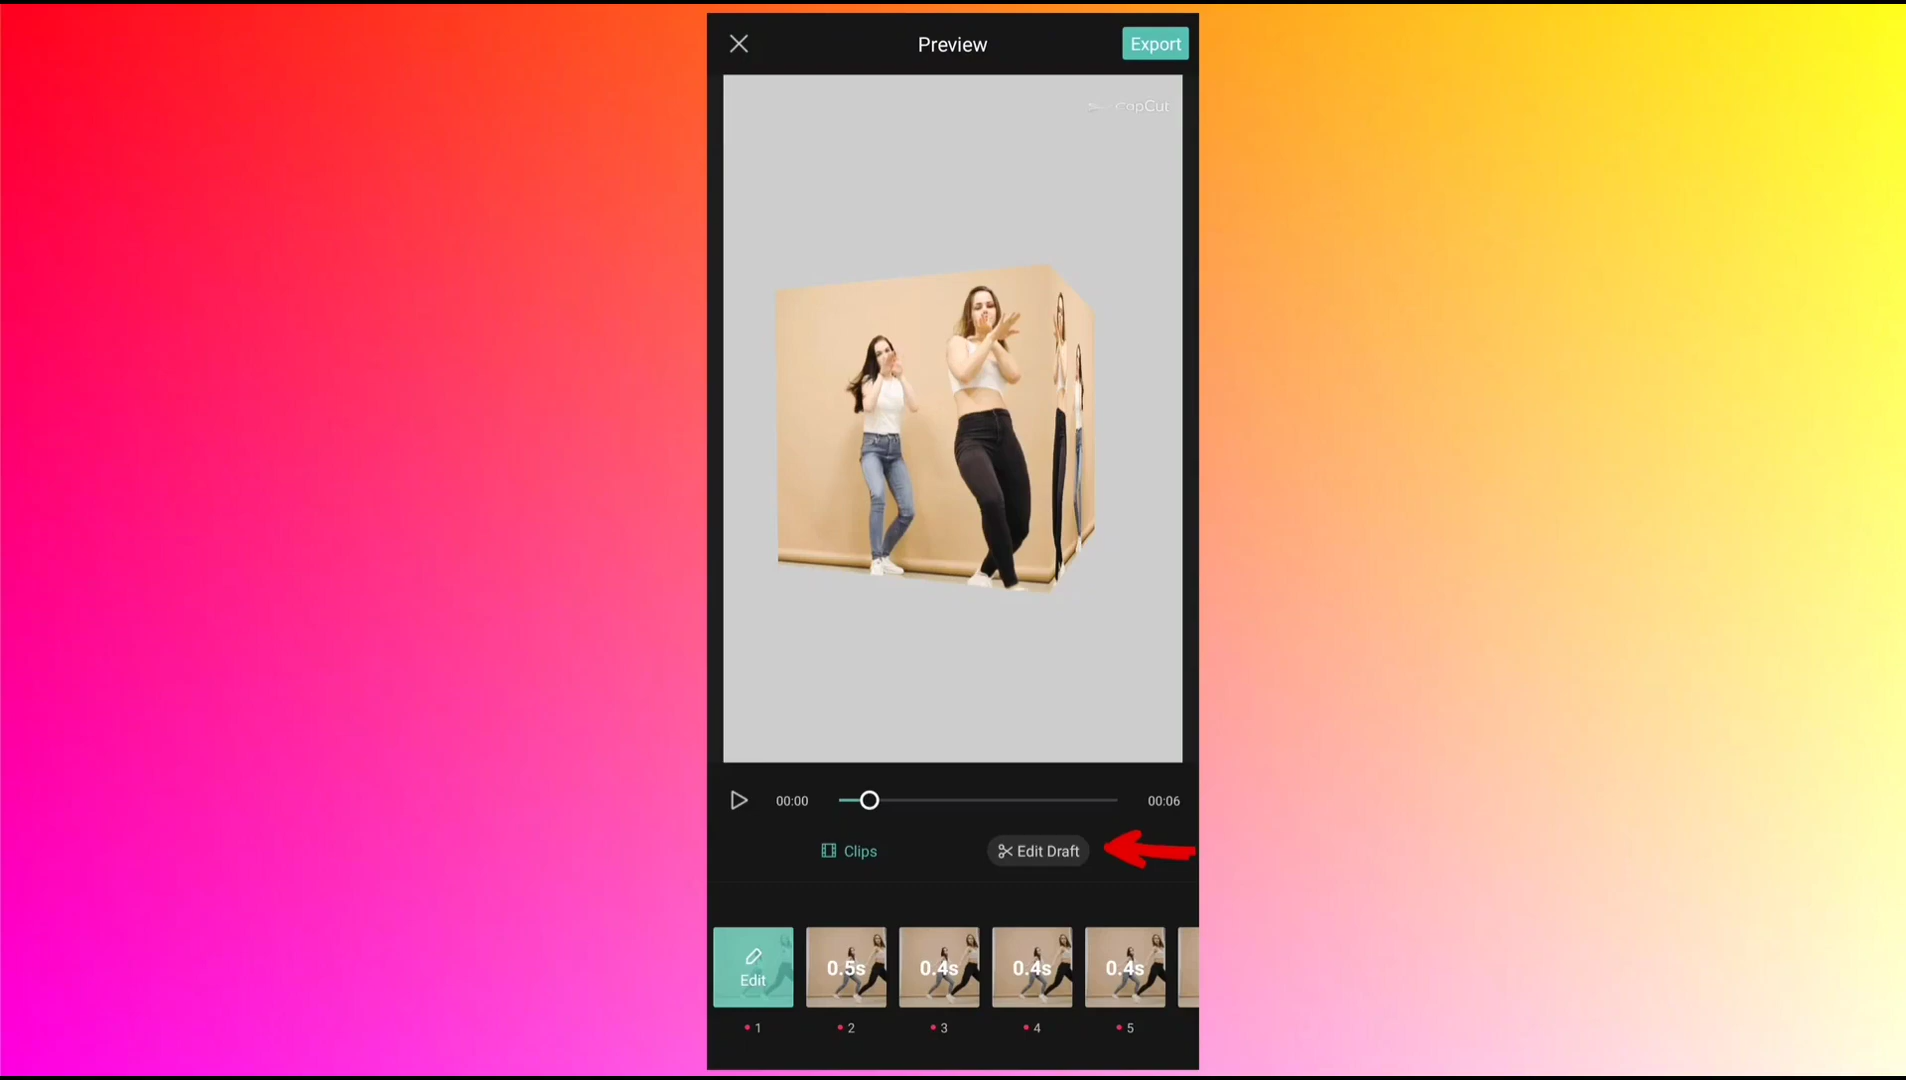 Preview
Export
CapCut
00:00
00:06
Clips
Edit Draft
Edit
0.5s
0.4s
0.4s
0.4s
1
2
3
4
5